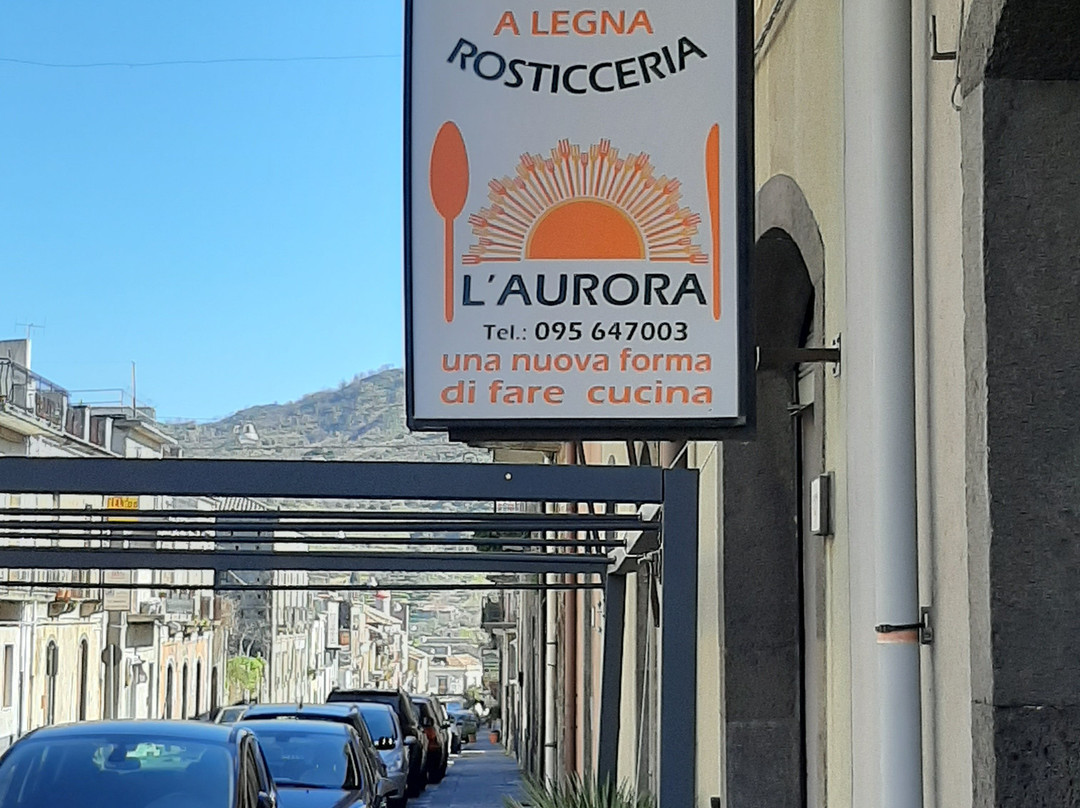 A LEGNA
ROSTICCERIA
L'AURORA
Tel.: 095 647003
una nuova forma
di fare cucina